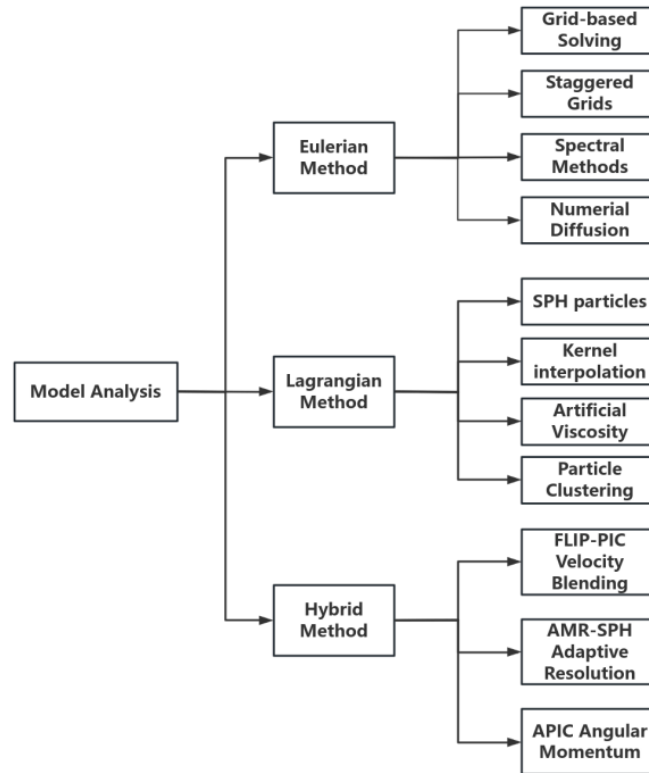 Model Analysis
Eulerian
Method
Grid-based
Solving
Staggered
Grids
Spectral
Methods
Numerial
Diffusion
Lagrangian
Method
SPH particles
Kernel
interpolation
Artificial
Viscosity
Particle
Clustering
Hybrid
Method
FLIP-PIC
Velocity
Blending
AMR-SPH
Adaptive
Resolution
APIC Angular
Momentum